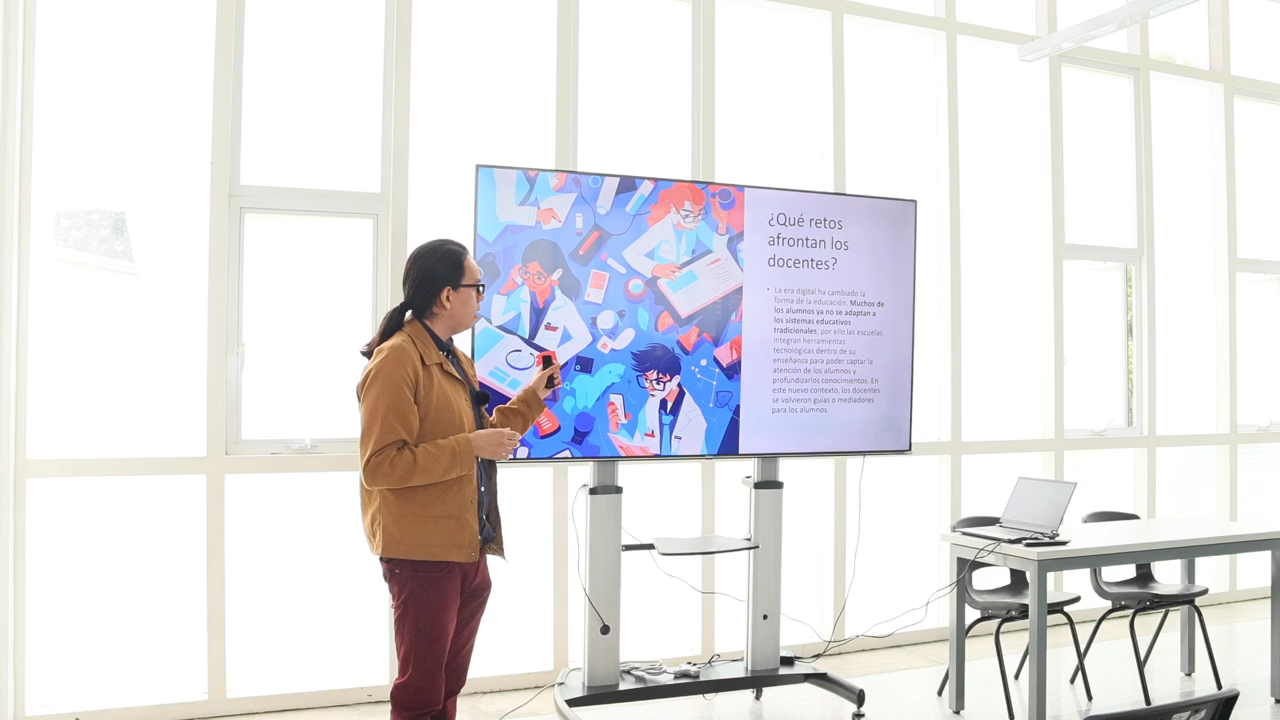 ¿Qué retos
afrontan los
docentes?
• La era digital ha cambiado la
forma de la educación. Muchos de
los alumnos ya no se adaptan a
los sistemas educativos
tradicionales, por ello las escuelas
integran herramientas
tecnológicas dentro de su
enseñanza para poder captar la
atención de los alumnos y
profundizarlos conocimientos. En
este nuevo contexto, los docentes
se volvieron guías o mediadores
para los alumnos.